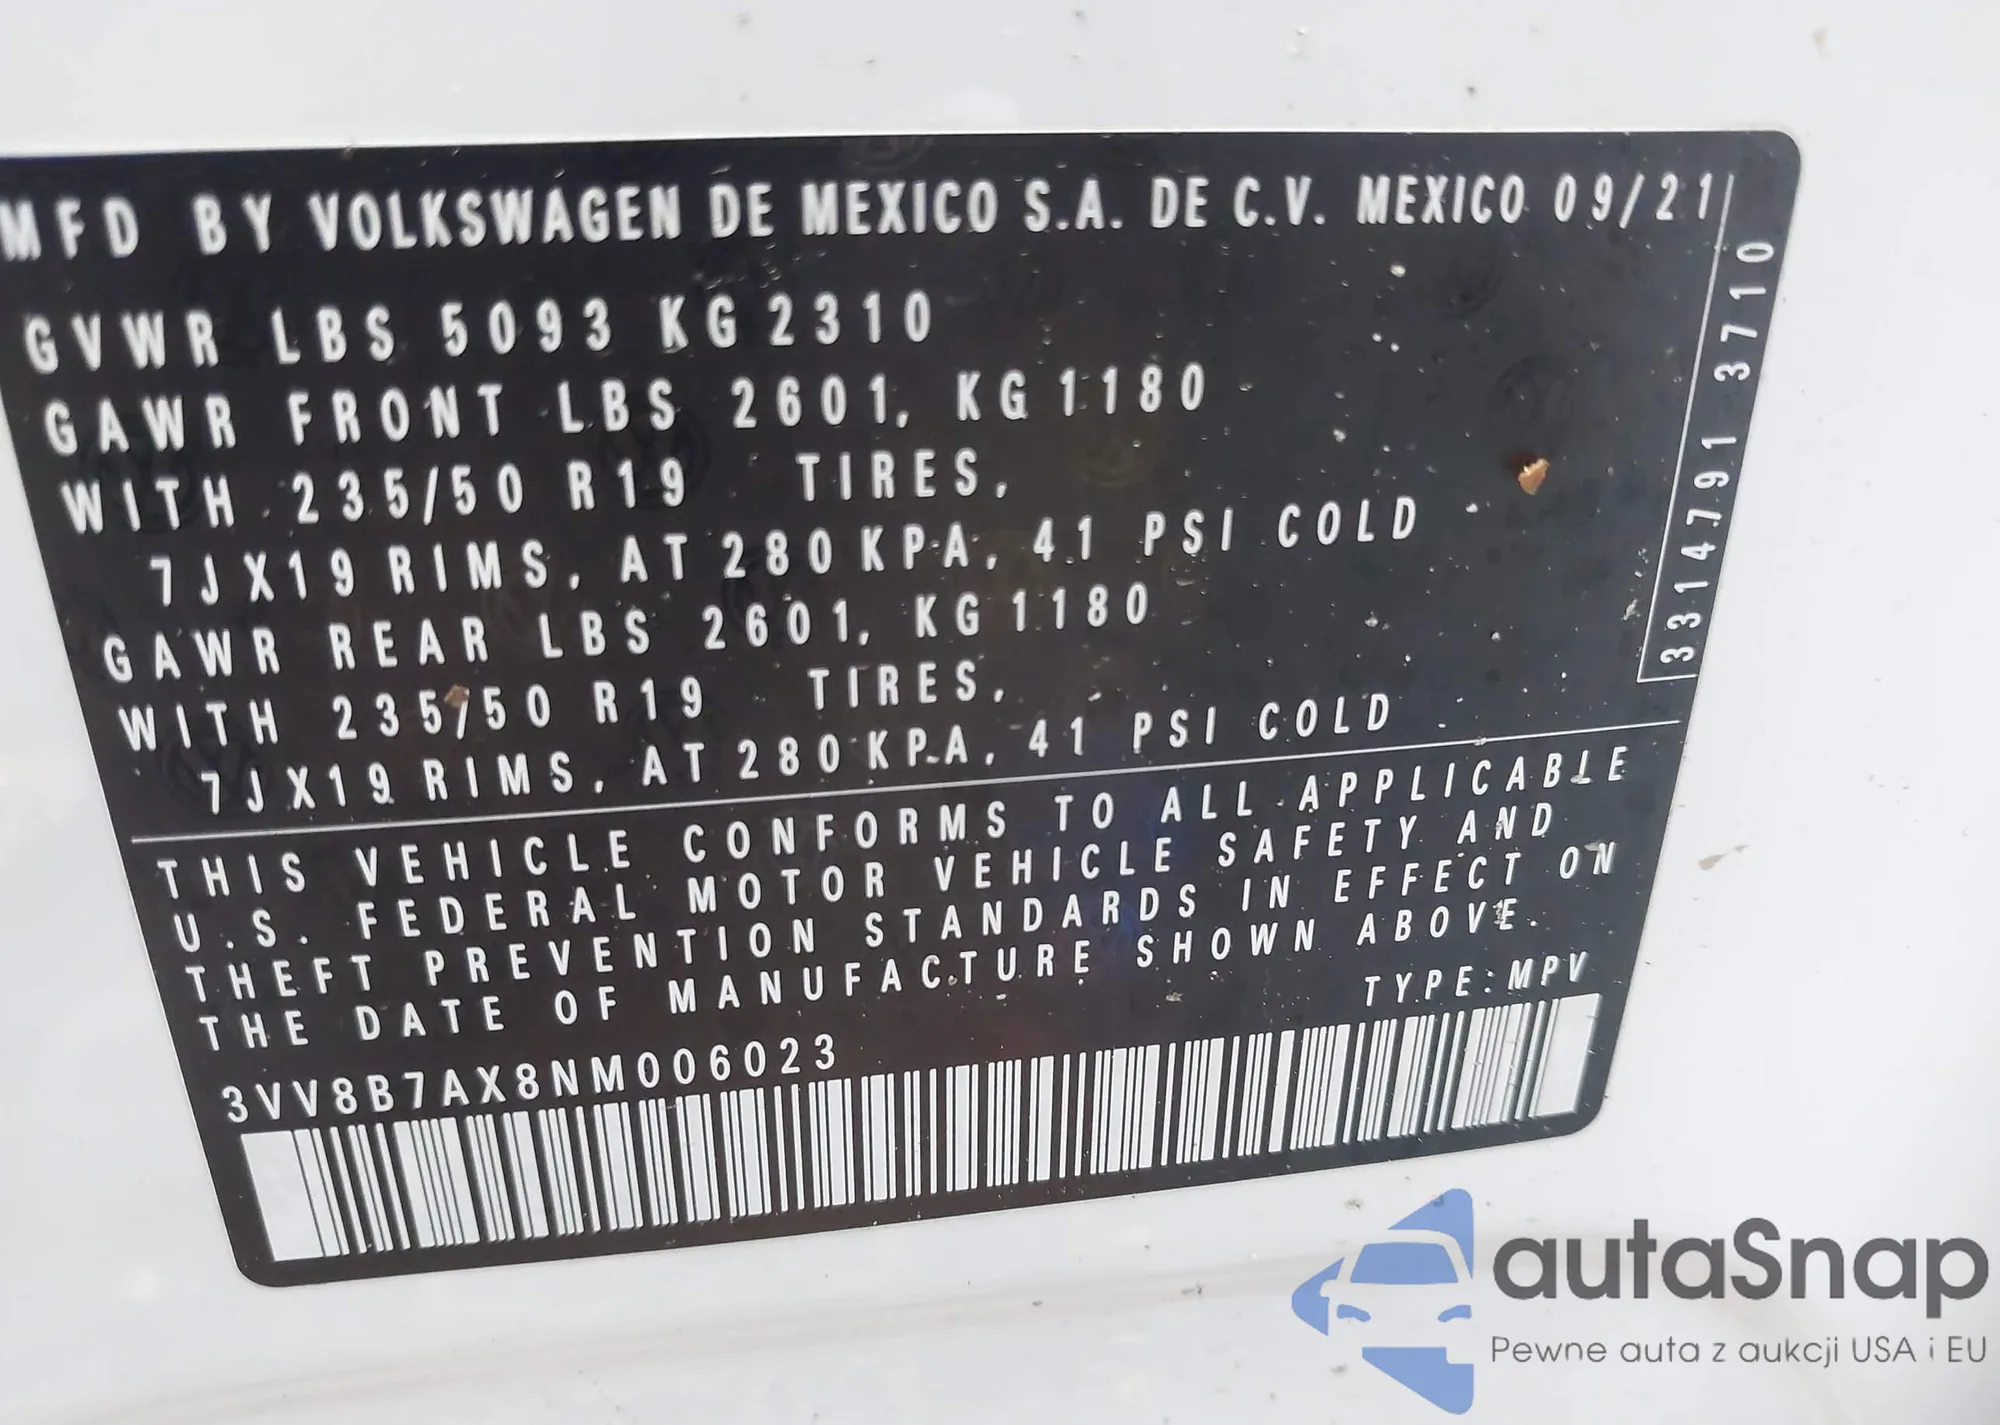 MFD BY VOLKSWAGEN DE MEXICO S.A. DE C.V. MEXICO 09/21
GVWR LBS 5093 KG 2310
GAWR FRONT LBS 2601, KG 1180
WITH 235/50 R19 TIRES,
7JX19 RIMS, AT 280 KPA, 41 PSI COLD
GAWR REAR LBS 2601, KG 1180
WITH 235/50 R19 TIRES,
7JX19 RIMS, AT 280 KPA, 41 PSI COLD
3314791 3710
THIS VEHICLE CONFORMS TO ALL APPLICABLE
U.S. FEDERAL MOTOR VEHICLE SAFETY AND
THEFT PREVENTION STANDARDS IN EFFECT ON
THE DATE OF MANUFACTURE SHOWN ABOVE.
TYPE: MPV
3VV8B7AX8NM006023
autaSnap
Pewne auta z aukcji USA i EU